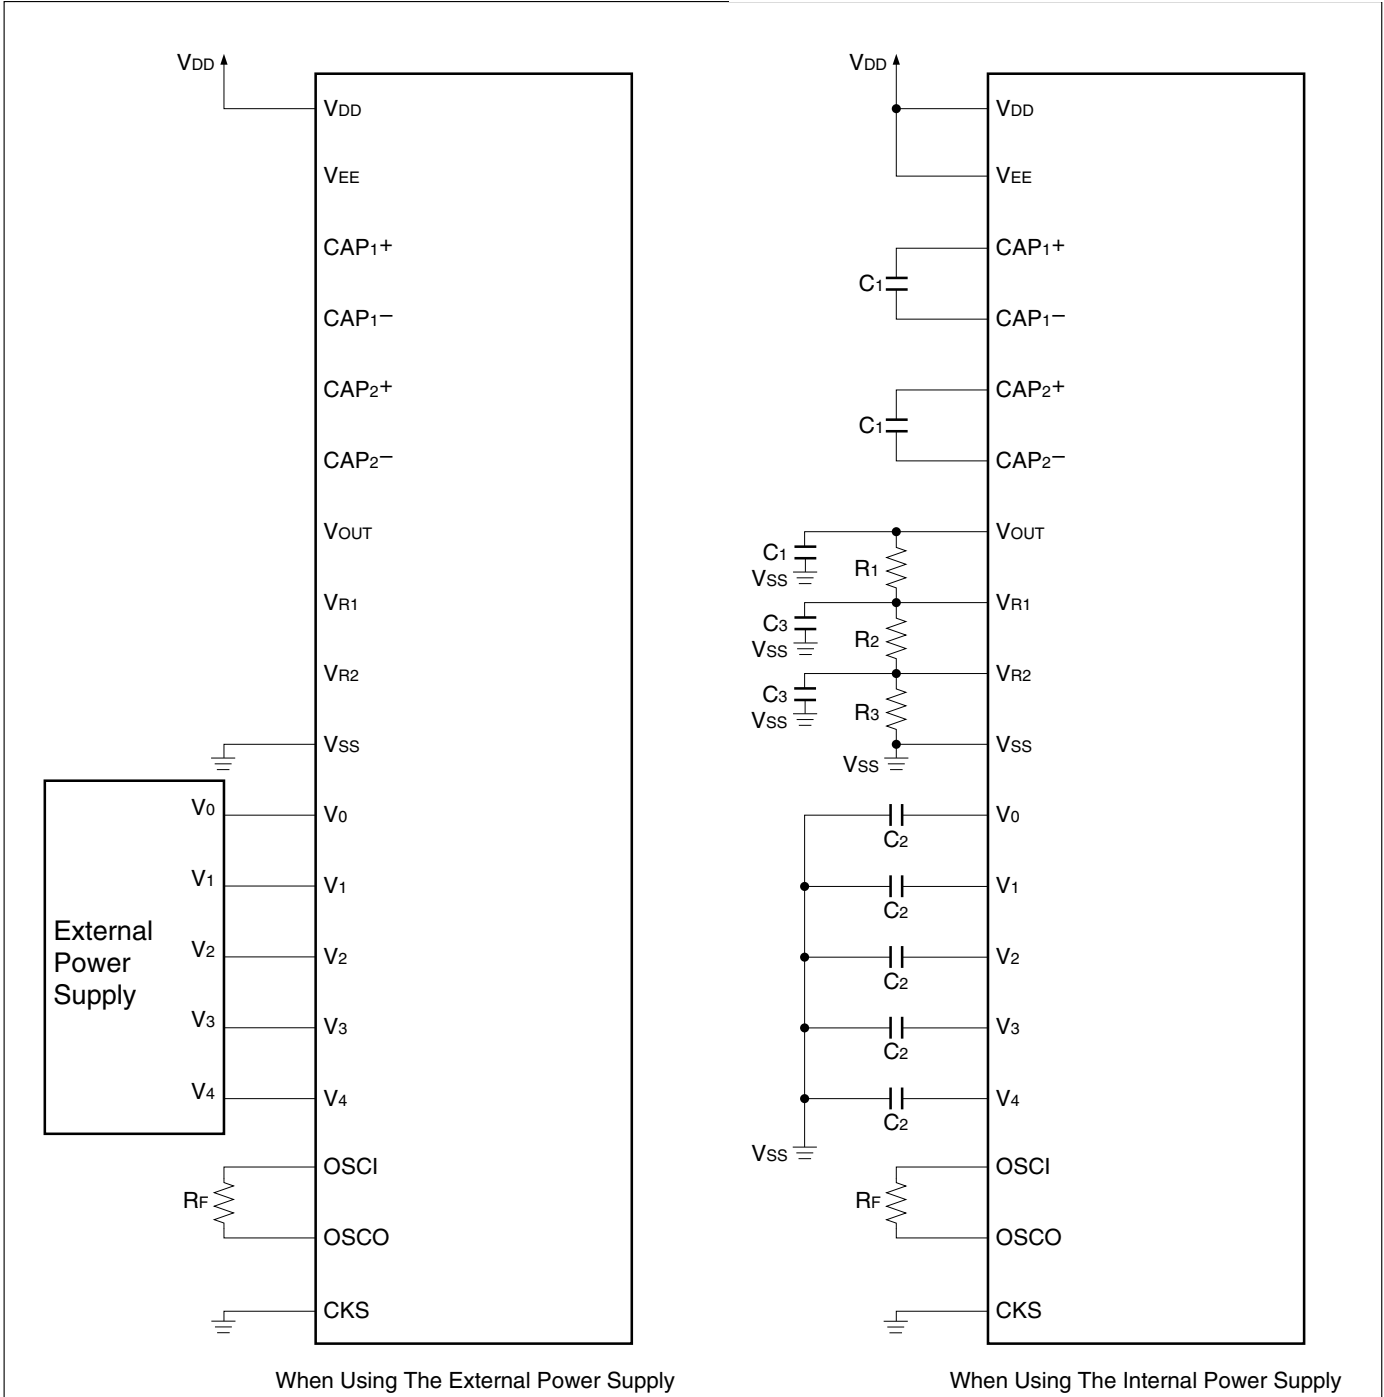 VDD
VDD
VEE
CAP1+
CAP1−
CAP2+
CAP2−
VOUT
VR1
VR2
VSS
External
Power
Supply
V0
V1
V2
V3
V4
V0
V1
V2
V3
V4
RF
OSCI
OSCO
CKS
When Using The External Power Supply
VDD
VDD
VEE
C1
CAP1+
CAP1−
C1
CAP2+
CAP2−
VOUT
C1
VSS
R1
VR1
C3
VSS
R2
VR2
C3
VSS
R3
VSS
VSS
V0
C2
V1
C2
V2
C2
V3
C2
V4
C2
VSS
RF
OSCI
OSCO
CKS
When Using The Internal Power Supply